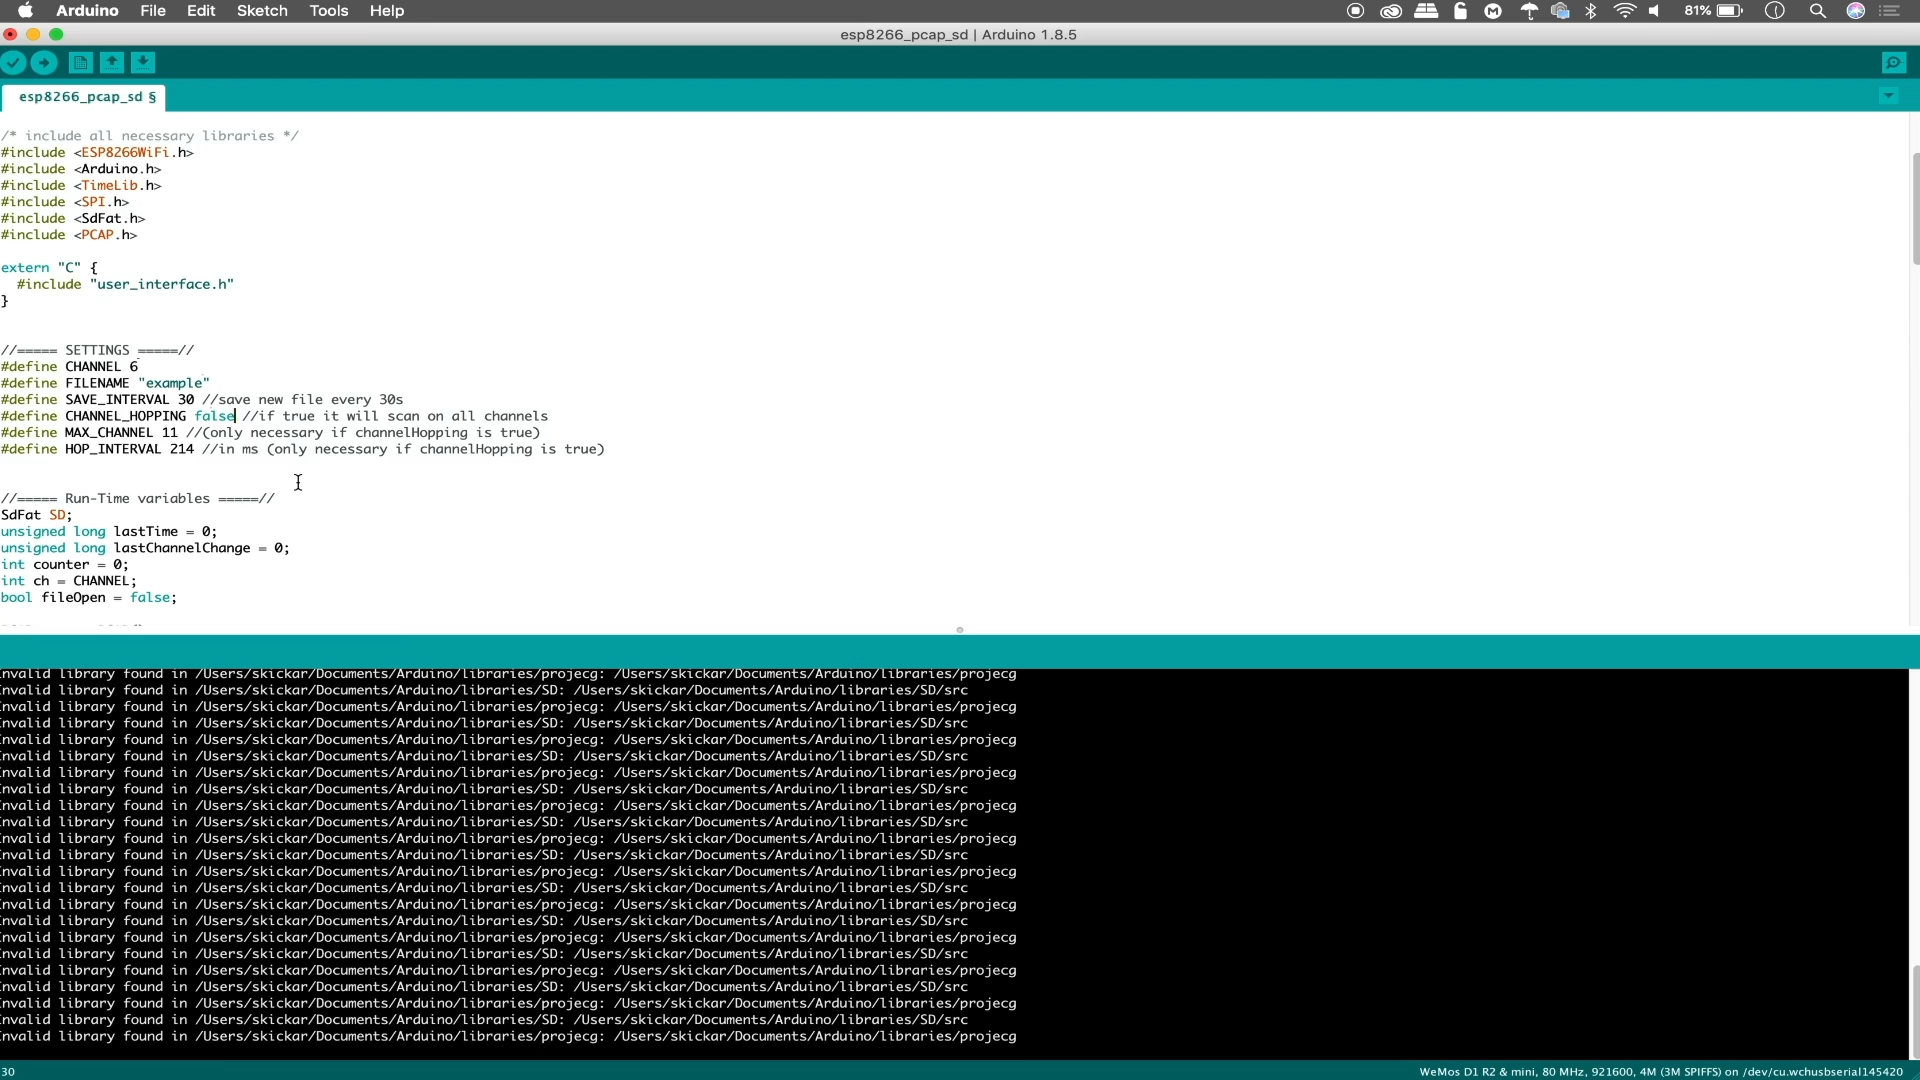 Arduino File Edit Sketch Tools Help 81%
esp8266_pcap_sd | Arduino 1.8.5
esp8266_pcap_sd §
/* include all necessary libraries */
#include <ESP8266WiFi.h>
#include <Arduino.h>
#include <TimeLib.h>
#include <SPI.h>
#include <SdFat.h>
#include <PCAP.h>
extern "C" {
#include "user_interface.h"
}
//===== SETTINGS =====//
#define CHANNEL 6
#define FILENAME "example"
#define SAVE_INTERVAL 30 //save new file every 30s
#define CHANNEL_HOPPING false //if true it will scan on all channels
#define MAX_CHANNEL 11 //(only necessary if channelHopping is true)
#define HOP_INTERVAL 214 //in ms (only necessary if channelHopping is true)
//===== Run-Time variables =====//
SdFat SD;
unsigned long lastTime = 0;
unsigned long lastChannelChange = 0;
int counter = 0;
int ch = CHANNEL;
bool fileOpen = false;
Invalid library found in /Users/skickar/Documents/Arduino/libraries/projecg: /Users/skickar/Documents/Arduino/libraries/projecg
Invalid library found in /Users/skickar/Documents/Arduino/libraries/SD: /Users/skickar/Documents/Arduino/libraries/SD/src
Invalid library found in /Users/skickar/Documents/Arduino/libraries/projecg: /Users/skickar/Documents/Arduino/libraries/projecg
Invalid library found in /Users/skickar/Documents/Arduino/libraries/SD: /Users/skickar/Documents/Arduino/libraries/SD/src
Invalid library found in /Users/skickar/Documents/Arduino/libraries/projecg: /Users/skickar/Documents/Arduino/libraries/projecg
Invalid library found in /Users/skickar/Documents/Arduino/libraries/SD: /Users/skickar/Documents/Arduino/libraries/SD/src
Invalid library found in /Users/skickar/Documents/Arduino/libraries/projecg: /Users/skickar/Documents/Arduino/libraries/projecg
Invalid library found in /Users/skickar/Documents/Arduino/libraries/SD: /Users/skickar/Documents/Arduino/libraries/SD/src
Invalid library found in /Users/skickar/Documents/Arduino/libraries/projecg: /Users/skickar/Documents/Arduino/libraries/projecg
Invalid library found in /Users/skickar/Documents/Arduino/libraries/SD: /Users/skickar/Documents/Arduino/libraries/SD/src
Invalid library found in /Users/skickar/Documents/Arduino/libraries/projecg: /Users/skickar/Documents/Arduino/libraries/projecg
Invalid library found in /Users/skickar/Documents/Arduino/libraries/SD: /Users/skickar/Documents/Arduino/libraries/SD/src
Invalid library found in /Users/skickar/Documents/Arduino/libraries/projecg: /Users/skickar/Documents/Arduino/libraries/projecg
Invalid library found in /Users/skickar/Documents/Arduino/libraries/SD: /Users/skickar/Documents/Arduino/libraries/SD/src
Invalid library found in /Users/skickar/Documents/Arduino/libraries/projecg: /Users/skickar/Documents/Arduino/libraries/projecg
Invalid library found in /Users/skickar/Documents/Arduino/libraries/SD: /Users/skickar/Documents/Arduino/libraries/SD/src
Invalid library found in /Users/skickar/Documents/Arduino/libraries/projecg: /Users/skickar/Documents/Arduino/libraries/projecg
Invalid library found in /Users/skickar/Documents/Arduino/libraries/SD: /Users/skickar/Documents/Arduino/libraries/SD/src
Invalid library found in /Users/skickar/Documents/Arduino/libraries/projecg: /Users/skickar/Documents/Arduino/libraries/projecg
Invalid library found in /Users/skickar/Documents/Arduino/libraries/SD: /Users/skickar/Documents/Arduino/libraries/SD/src
Invalid library found in /Users/skickar/Documents/Arduino/libraries/projecg: /Users/skickar/Documents/Arduino/libraries/projecg
Invalid library found in /Users/skickar/Documents/Arduino/libraries/SD: /Users/skickar/Documents/Arduino/libraries/SD/src
Invalid library found in /Users/skickar/Documents/Arduino/libraries/projecg: /Users/skickar/Documents/Arduino/libraries/projecg
30 WeMos D1 R2 & mini, 80 MHz, 921600, 4M (3M SPIFFS) on /dev/cu.wchusbserial145420